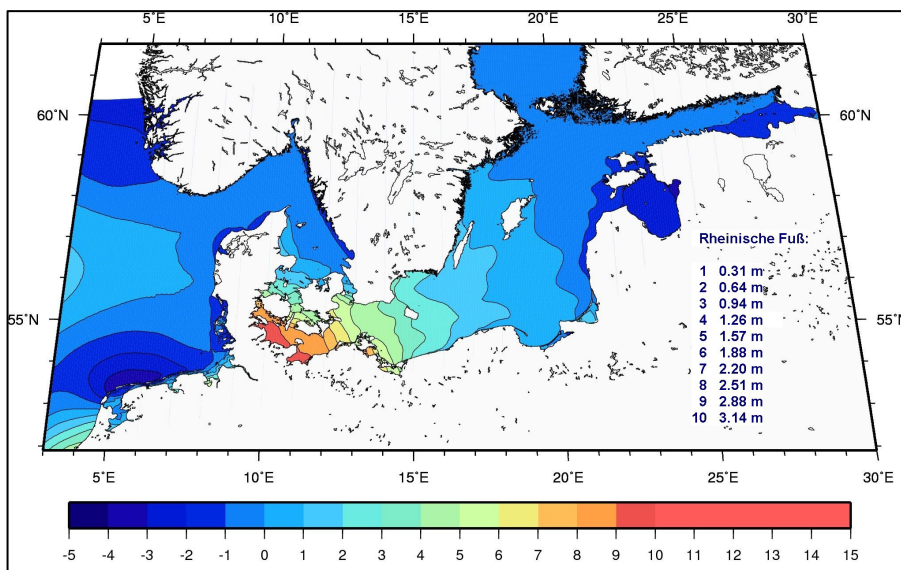 5°E 10°E 15°E 20°E 25°E 30°E
60°N 60°N
Rheinische Fuß:
1 0.31 m
2 0.64 m
3 0.94 m
4 1.26 m
55°N 55°N
5 1.57 m
6 1.88 m
7 2.20 m
8 2.51 m
9 2.88 m
10 3.14 m
5°E 10°E 15°E 20°E 25°E 30°E
-5 -4 -3 -2 -1 0 1 2 3 4 5 6 7 8 9 10 11 12 13 14 15